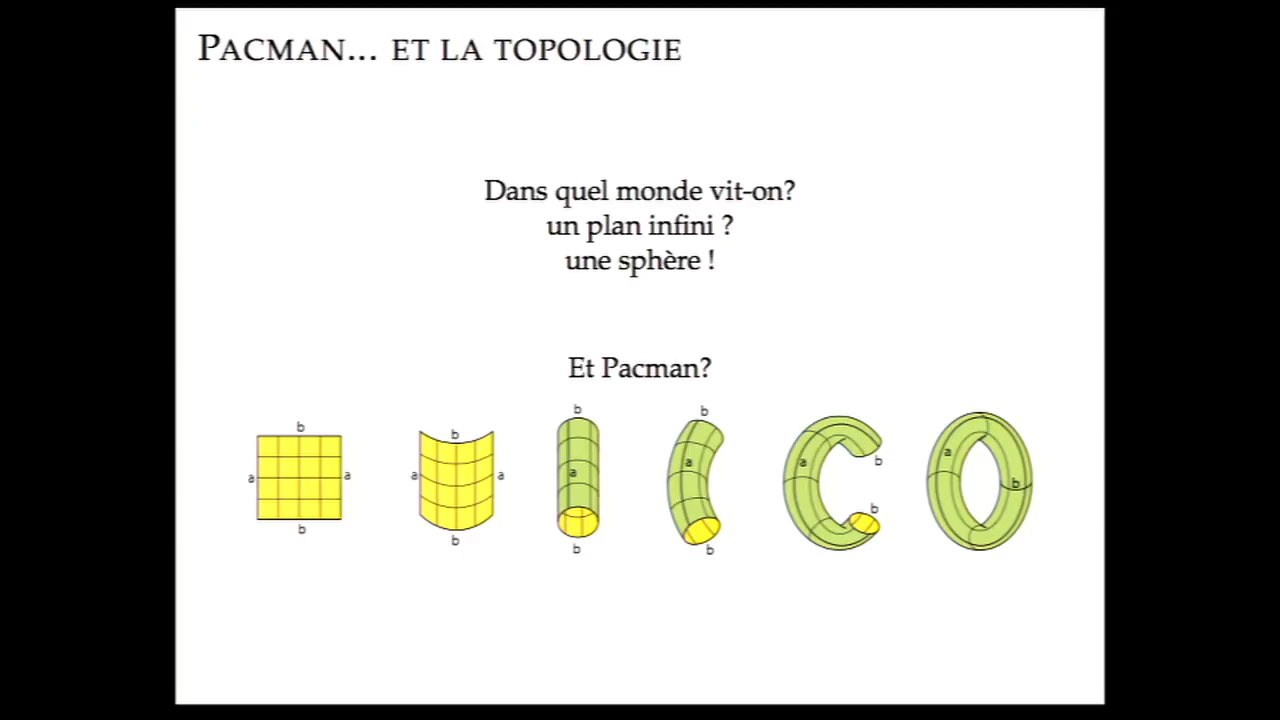 PACMAN... ET LA TOPOLOGIE
Dans quel monde vit-on?
un plan infini ?
une sphère !
Et Pacman?
b
a a
b
b
a a
b
b
a
b
b
a
b
a
b
b
a
b